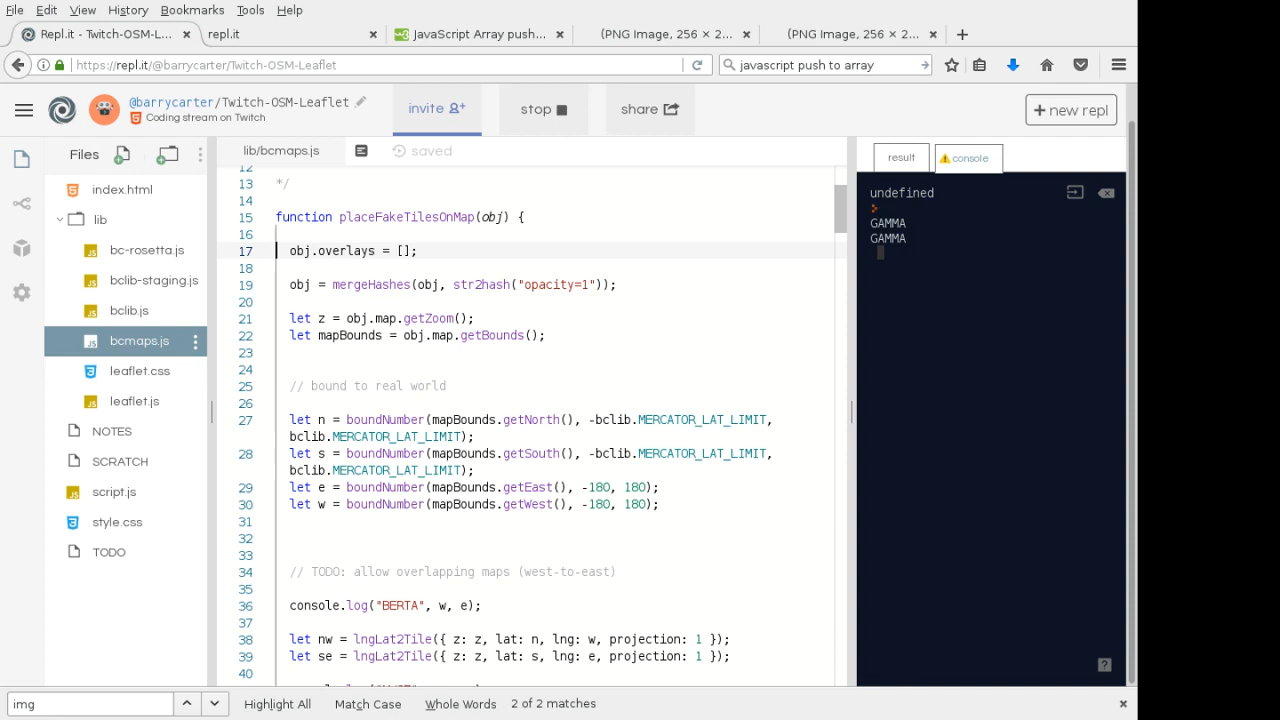 File Edit View History Bookmarks Tools Help
Repl.it - Twitch-OSM-L... × repl.it × JavaScript Array push... × (PNG Image, 256 × 2... × (PNG Image, 256 × 2... ×
https://repl.it/@barrycarter/Twitch-OSM-Leaflet javascript push to array
@barrycarter/Twitch-OSM-Leaflet
Coding stream on Twitch
invite stop share + new repl
Files
index.html
lib
bc-rosetta.js
bclib-staging.js
bclib.js
bcmaps.js
leaflet.css
leaflet.js
NOTES
SCRATCH
script.js
style.css
TODO
lib/bcmaps.js saved
12
13 */
14
15 function placeFakeTilesOnMap(obj) {
16
17 obj.overlays = [];
18
19 obj = mergeHashes(obj, str2hash("opacity=1"));
20
21 let z = obj.map.getZoom();
22 let mapBounds = obj.map.getBounds();
23
24
25 // bound to real world
26
27 let n = boundNumber(mapBounds.getNorth(), -bclib.MERCATOR_LAT_LIMIT,
bclib.MERCATOR_LAT_LIMIT);
28 let s = boundNumber(mapBounds.getSouth(), -bclib.MERCATOR_LAT_LIMIT,
bclib.MERCATOR_LAT_LIMIT);
29 let e = boundNumber(mapBounds.getEast(), -180, 180);
30 let w = boundNumber(mapBounds.getWest(), -180, 180);
31
32
33
34 // TODO: allow overlapping maps (west-to-east)
35
36 console.log("BERTA", w, e);
37
38 let nw = lngLat2Tile({ z: z, lat: n, lng: w, projection: 1 });
39 let se = lngLat2Tile({ z: z, lat: s, lng: e, projection: 1 });
40
result console
undefined
GAMMA
GAMMA
?
img Highlight All Match Case Whole Words 2 of 2 matches ×